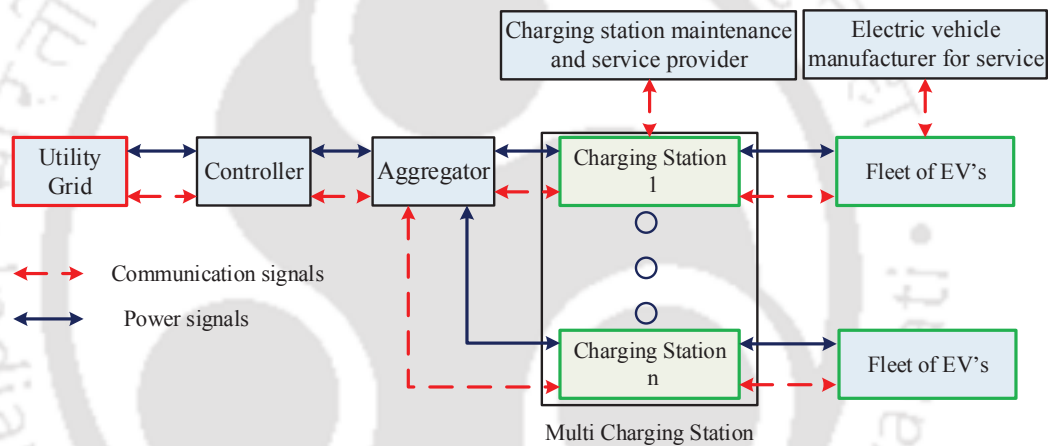 Charging station maintenance
and service provider
Electric vehicle
manufacturer for service
Utility
Grid
Controller
Aggregator
Charging Station
1
Fleet of EV's
Communication signals
Power signals
Charging Station
n
Fleet of EV's
Multi Charging Station